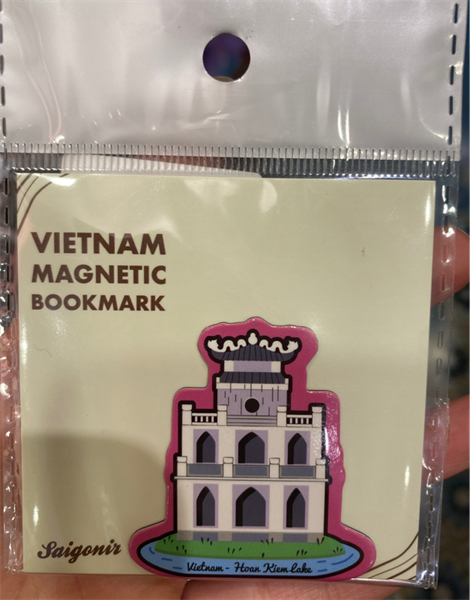 VIETNAM
MAGNETIC
BOOKMARK
Saigonir
Vietnam - Hoan Kiem Lake